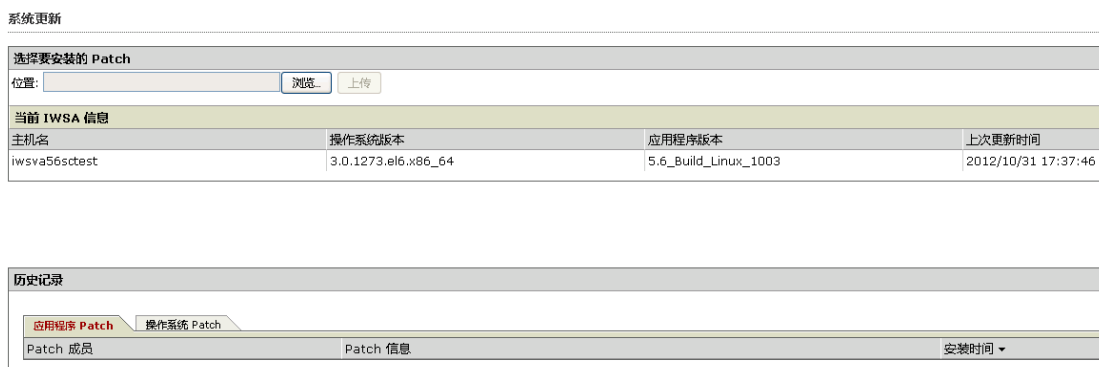 系统更新
选择要安装的 Patch
位置: 浏览... 上传
当前 IWSA 信息
主机名 操作系统版本 应用程序版本 上次更新时间
iwsva56sctest 3.0.1273.el6.x86_64 5.6_Build_Linux_1003 2012/10/31 17:37:46
历史记录
应用程序 Patch 操作系统 Patch
Patch 成员 Patch 信息 安装时间